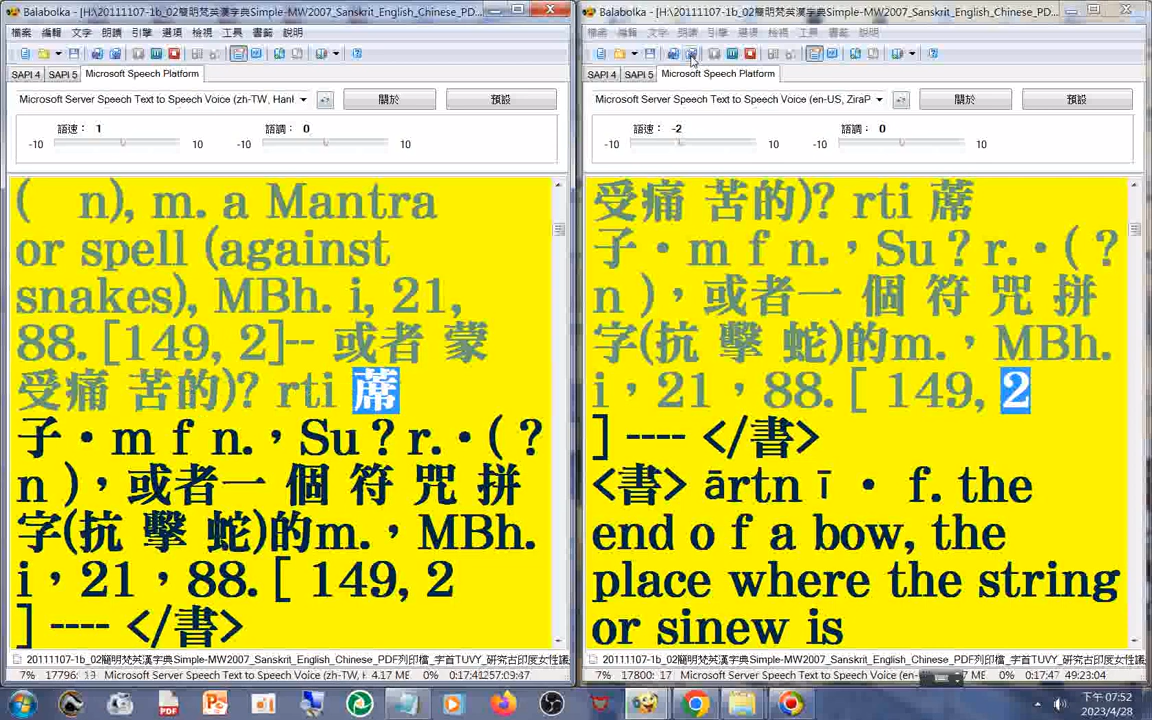 Balabolka - [H:\20111107-1b_02簡明梵英漢字典Simple-MW2007_Sanskrit_English_Chinese_PD...
檔案 編輯 文字 朗讀 引擎 選項 檢視 工具 書籤 說明
SAPI 4 SAPI 5 Microsoft Speech Platform
Microsoft Server Speech Text to Speech Voice (zh-TW, Hanl
關於 預設
語速: 1 語調: 0
-10 10 -10 10
( n), m. a Mantra
or spell (against
snakes), MBh. i, 21,
88. [149, 2]-- 或者 蒙
受痛 苦的)? rti 蓆
子・m f n.，Su？r.・( ?
n )，或者一 個 符 咒 拼
字(抗 擊 蛇)的m.，MBh.
i，21，88. [ 149, 2
] ---- </書>
20111107-1b_02簡明梵英漢字典Simple-MW2007_Sanskrit_English_Chinese_PDF列印檔_字首TUVY_研究古印度女性議
7% 17796: 19 Microsoft Server Speech Text to Speech Voice (zh-TW, H 4.17 ME 0% 0:17:41
Balabolka - [H:\20111107-1b_02簡明梵英漢字典Simple-MW2007_Sanskrit_English_Chinese_PD...
檔案 編輯 文字 朗讀 引擎 選項 檢視 工具 書籤 說明
SAPI 4 SAPI 5 Microsoft Speech Platform
Microsoft Server Speech Text to Speech Voice (en-US, ZiraP
關於 預設
語速: -2 語調: 0
-10 10 -10 10
受痛 苦的)? rti 蓆
子・m f n.，Su？r.・( ?
n )，或者一 個 符 咒 拼
字(抗 擊 蛇)的m.，MBh.
i，21，88. [ 149, 2
] ---- </書>
<書> ārtn ī ・ f. the
end o f a bow, the
place where the string
or sinew is
20111107-1b_02簡明梵英漢字典Simple-MW2007_Sanskrit_English_Chinese_PDF列印檔_字首TUVY_研究古印度女性議
7% 17800: 17 Microsoft Server Speech Text to Speech Voice (en- 0% 0:17:47 49:23:04
下午 07:52
2023/4/28